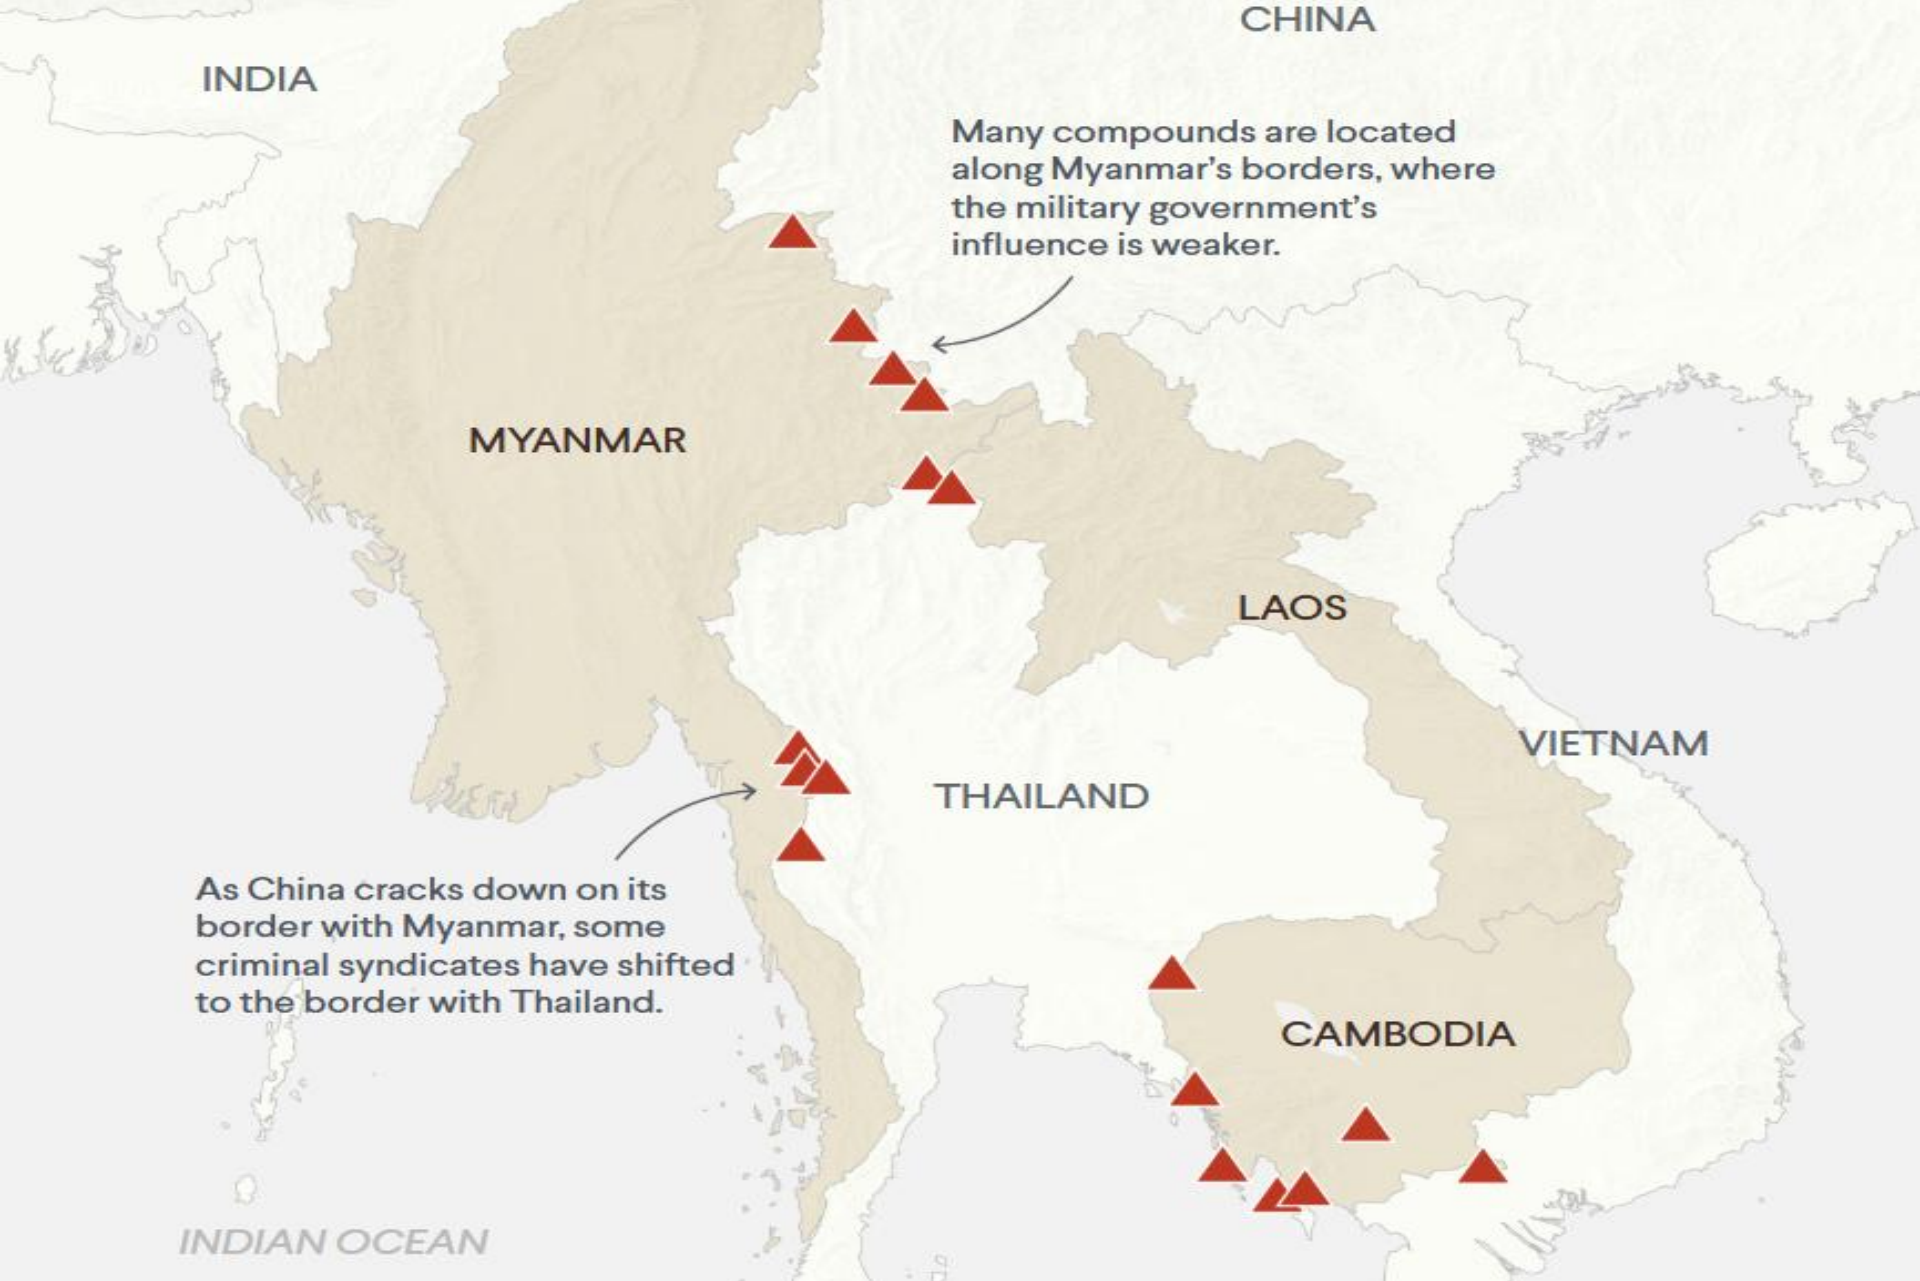 CHINA
INDIA
Many compounds are located
along Myanmar's borders, where
the military government's
influence is weaker.
MYANMAR
LAOS
VIETNAM
THAILAND
As China cracks down on its
border with Myanmar, some
criminal syndicates have shifted
to the border with Thailand.
CAMBODIA
INDIAN OCEAN